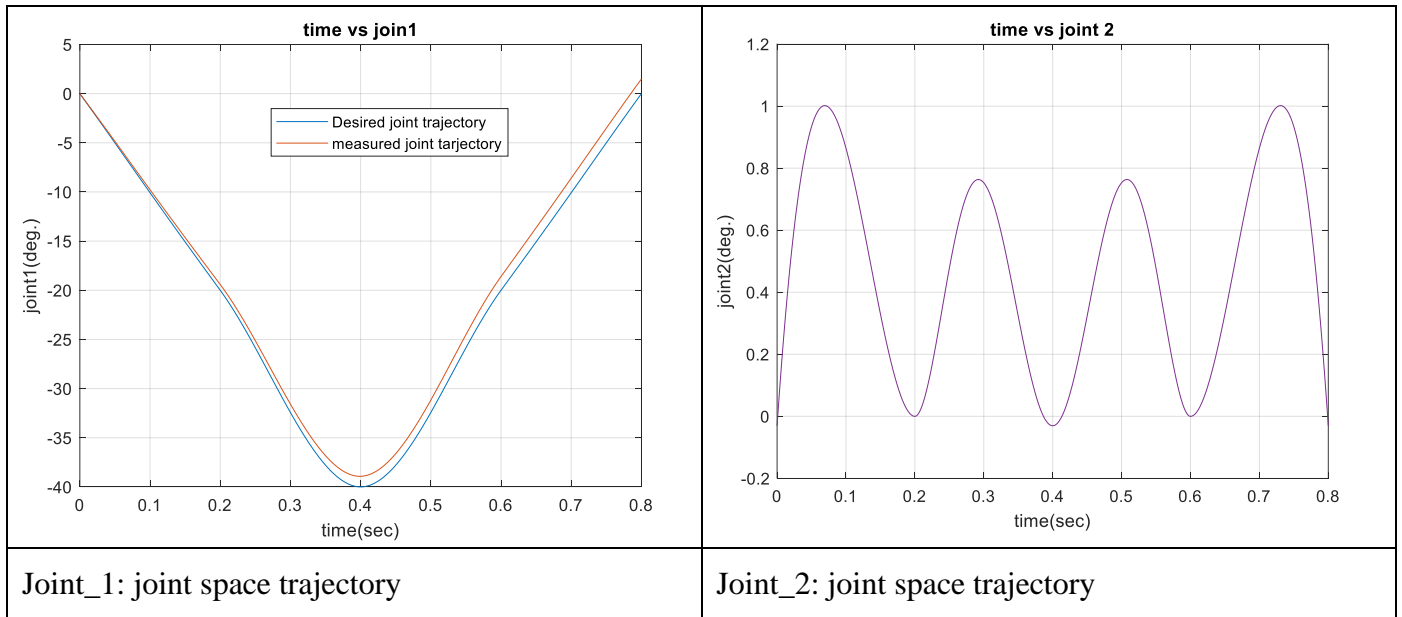 time vs join1
5
0
-5
-10
-15
-20
-25
-30
-35
-40
joint1(deg.)
Desired joint trajectory
measured joint tarjectory
0 0.1 0.2 0.3 0.4 0.5 0.6 0.7 0.8
time(sec)
time vs joint 2
1.2
1
0.8
0.6
0.4
0.2
0
-0.2
joint2(deg.)
0 0.1 0.2 0.3 0.4 0.5 0.6 0.7 0.8
time(sec)
Joint_1: joint space trajectory
Joint_2: joint space trajectory